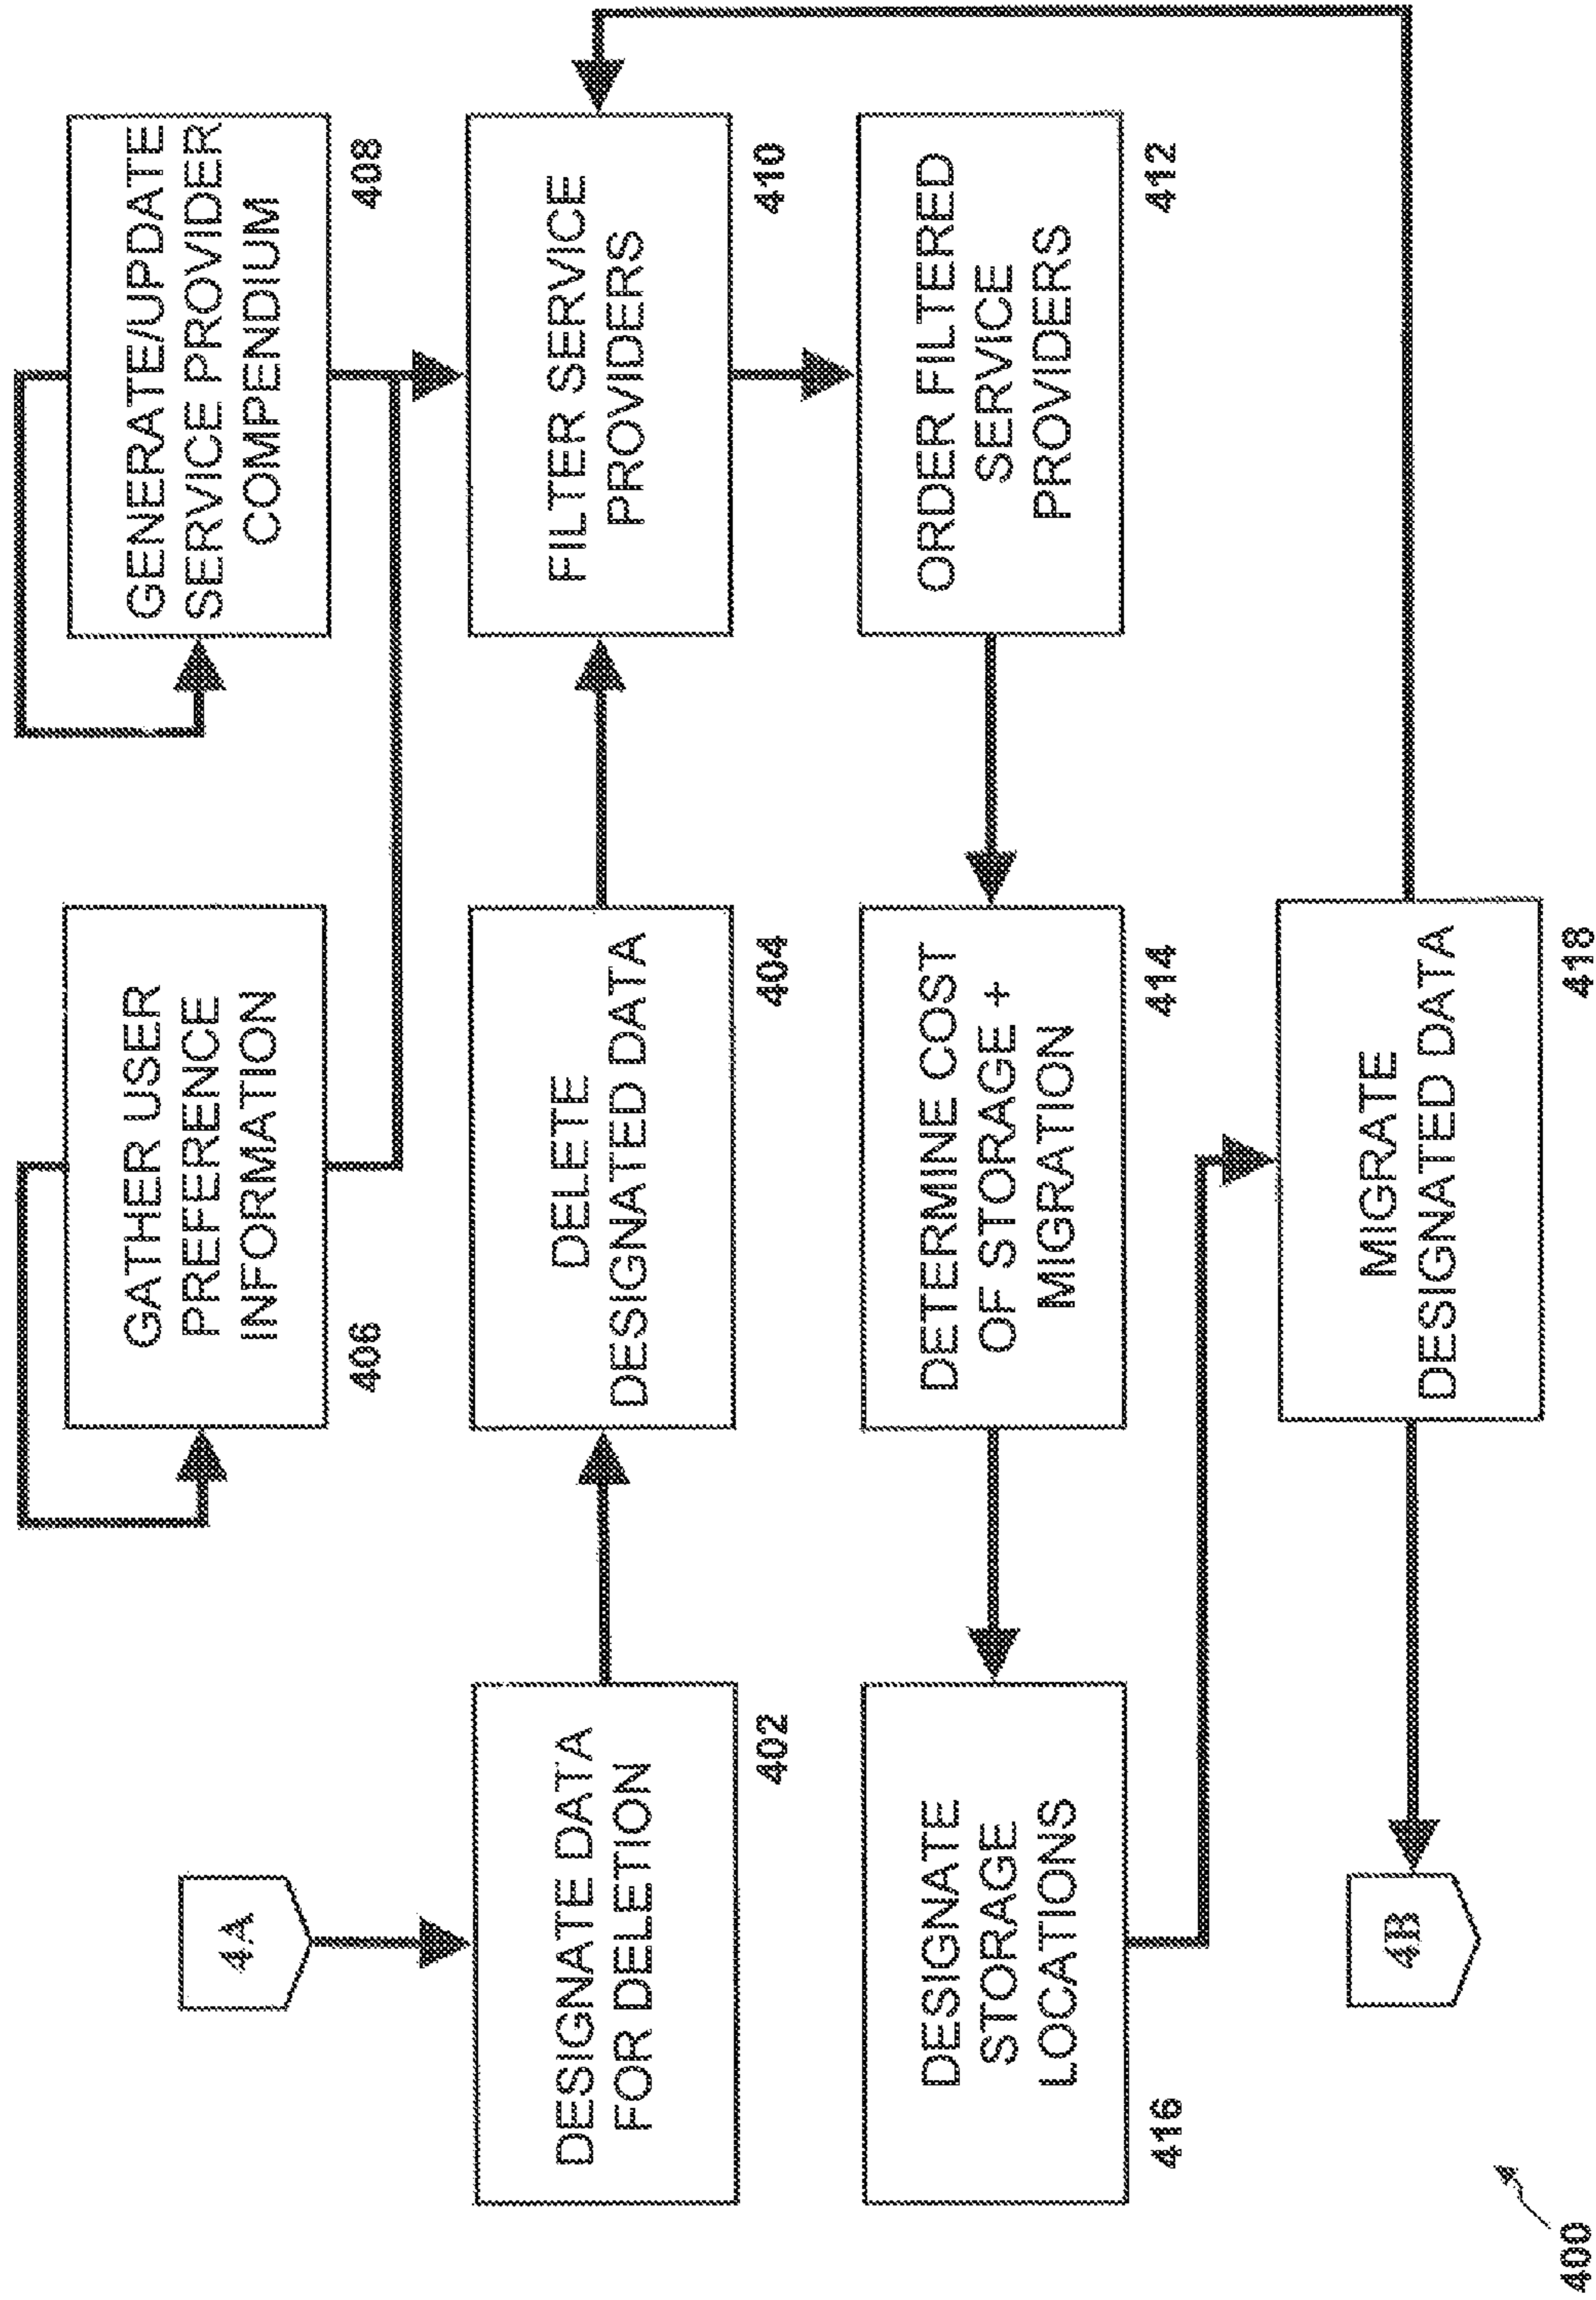 4A
DESIGNATE DATA
FOR DELETION
402
DELETE
DESIGNATED DATA
404
GATHER USER
PREFERENCE
INFORMATION
406
GENERATE/UPDATE
SERVICE PROVIDER
COMPENDIUM
408
FILTER SERVICE
PROVIDERS
410
ORDER FILTERED
SERVICE
PROVIDERS
412
DETERMINE COST
OF STORAGE +
MIGRATION
414
DESIGNATE
STORAGE
LOCATIONS
416
MIGRATE
DESIGNATED DATA
418
4B
400